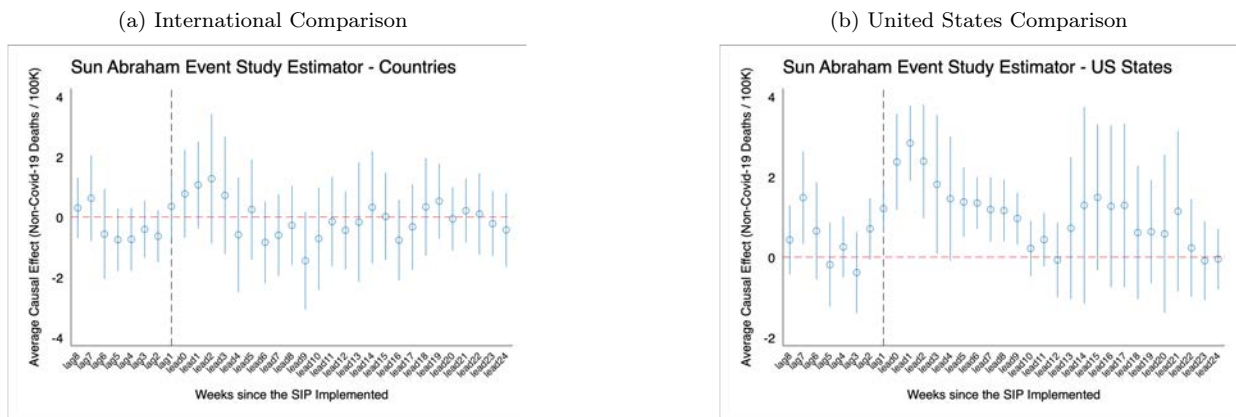 (a) International Comparison
Sun Abraham Event Study Estimator - Countries
Average Causal Effect (Non-Covid-19 Deaths / 100K)
4
2
0
-2
-4
lag8 lag7 lag6 lag5 lag4 lag3 lag2 lag1 lead0 lead1 lead2 lead3 lead4 lead5 lead6 lead7 lead8 lead9 lead10 lead11 lead12 lead13 lead14 lead15 lead16 lead17 lead18 lead19 lead20 lead21 lead22 lead23 lead24
Weeks since the SIP Implemented
(b) United States Comparison
Sun Abraham Event Study Estimator - US States
Average Causal Effect (Non-Covid-19 Deaths / 100K)
4
2
0
-2
lag8 lag7 lag6 lag5 lag4 lag3 lag2 lag1 lead0 lead1 lead2 lead3 lead4 lead5 lead6 lead7 lead8 lead9 lead10 lead11 lead12 lead13 lead14 lead15 lead16 lead17 lead18 lead19 lead20 lead21 lead22 lead23 lead24
Weeks since the SIP Implemented